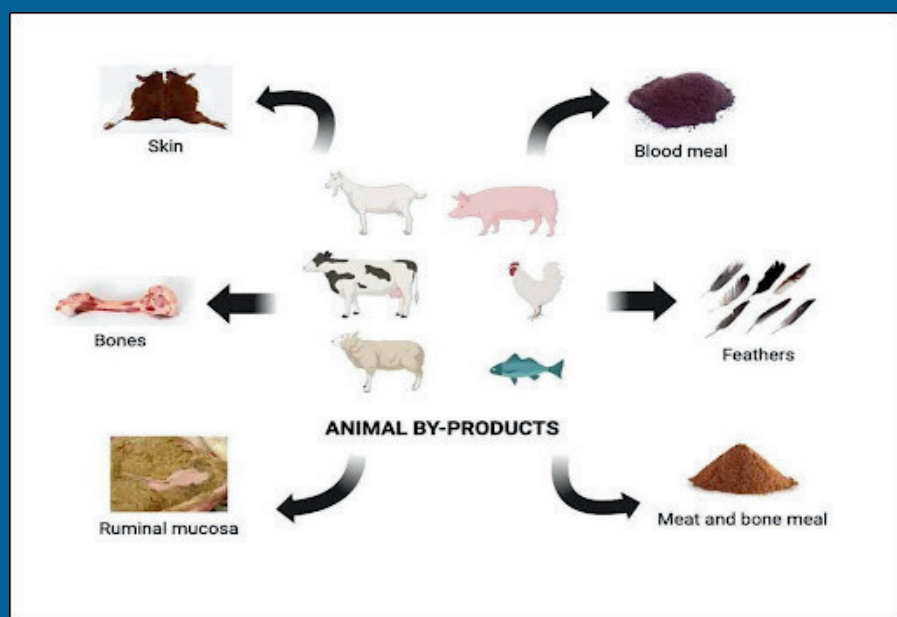 Skin
Blood meal
Bones
Feathers
ANIMAL BY-PRODUCTS
Ruminal mucosa
Meat and bone meal